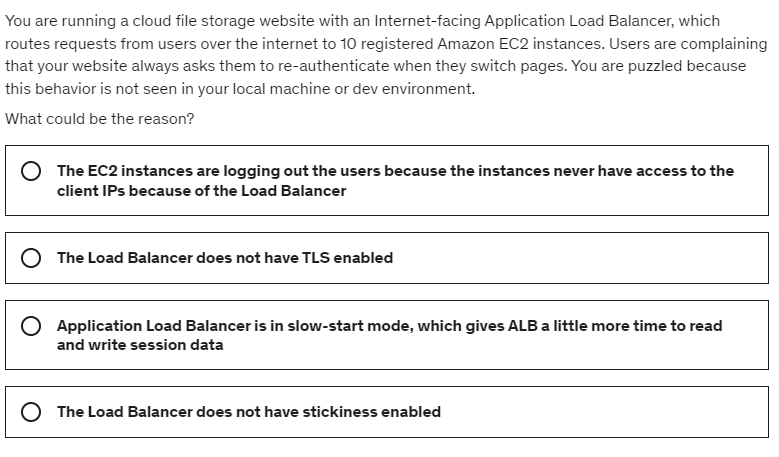 You are running a cloud file storage website with an Internet-facing Application Load Balancer, which
routes requests from users over the internet to 10 registered Amazon EC2 instances. Users are complaining
that your website always asks them to re-authenticate when they switch pages. You are puzzled because
this behavior is not seen in your local machine or dev environment.
What could be the reason?
The EC2 instances are logging out the users because the instances never have access to the
client IPs because of the Load Balancer
The Load Balancer does not have TLS enabled
Application Load Balancer is in slow-start mode, which gives ALB a little more time to read
and write session data
The Load Balancer does not have stickiness enabled